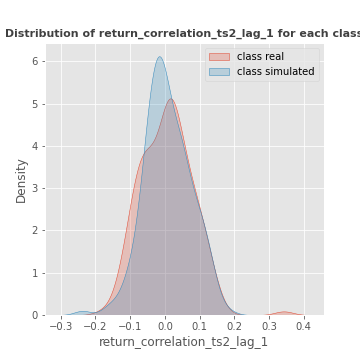 Distribution of return_correlation_ts2_lag_1 for each class
class real
class simulated
6
5
4
3
2
1
0
Density
−0.3 −0.2 −0.1 0.0 0.1 0.2 0.3 0.4
return_correlation_ts2_lag_1